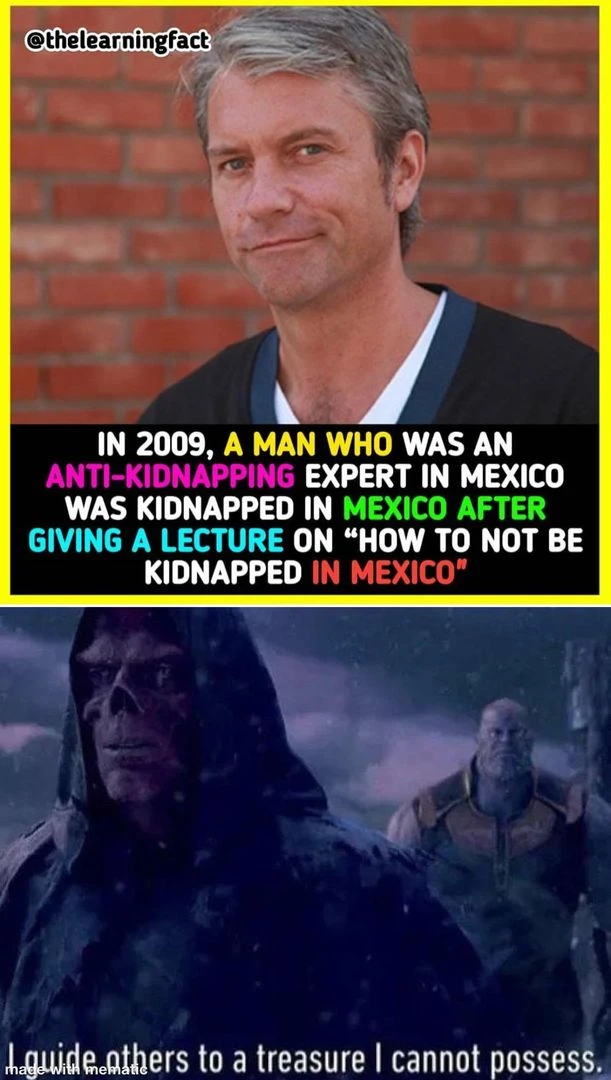 @thelearningfact
IN 2009, A MAN WHO WAS AN
ANTI-KIDNAPPING EXPERT IN MEXICO
WAS KIDNAPPED IN MEXICO AFTER
GIVING A LECTURE ON “HOW TO NOT BE
KIDNAPPED IN MEXICO"
I guide others to a treasure I cannot possess.
made with mematic